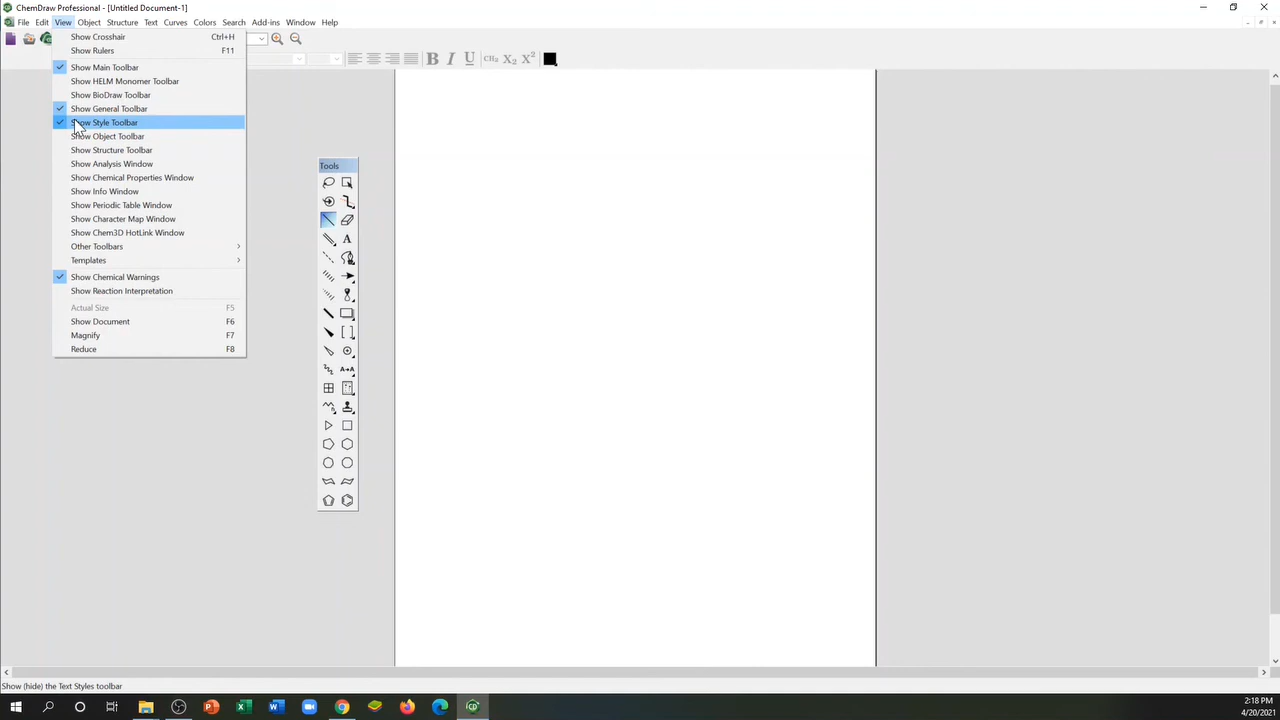 ChemDraw Professional - [Untitled Document-1]
File Edit View Object Structure Text Curves Colors Search Add-ins Window Help
Show Crosshair Ctrl+H
Show Rulers F11
Show Main Toolbar
Show HELM Monomer Toolbar
Show BioDraw Toolbar
Show General Toolbar
Show Style Toolbar
Show Object Toolbar
Show Structure Toolbar
Show Analysis Window
Show Chemical Properties Window
Show Info Window
Show Periodic Table Window
Show Character Map Window
Show Chem3D HotLink Window
Other Toolbars
Templates
Show Chemical Warnings
Show Reaction Interpretation
Actual Size F5
Show Document F6
Magnify F7
Reduce F8
B I U CH₂ X₂ X²
Tools
A
A→A
Show (hide) the Text Styles toolbar
2:18 PM
4/20/2021